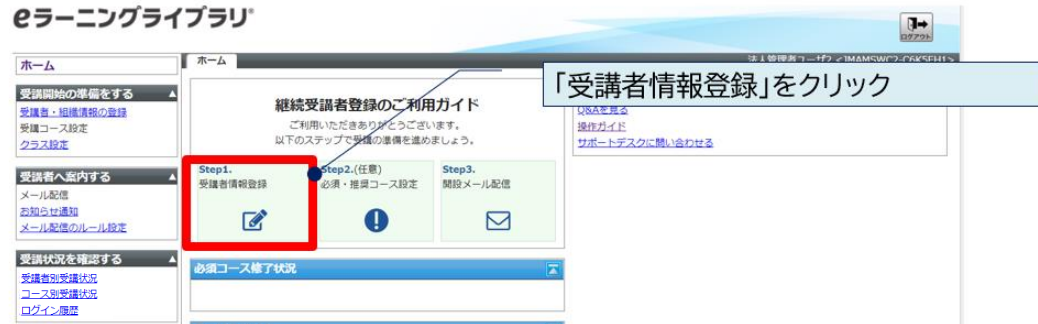 eラーニングライブラリ®
ログアウト
ホーム
受講開始の準備をする
受講者・組織情報の登録
受講コース設定
クラス設定
受講者へ案内する
メール配信
お知らせ通知
メール配信のルール設定
受講状況を確認する
受講者別受講状況
コース別受講状況
ログイン履歴
ホーム
継続受講者登録のご利用ガイド
ご利用いただきありがとうございます。
以下のステップで受講の準備を進めましょう。
Step1.
受講者情報登録
Step2.(任意)
必須・推奨コース設定
Step3.
開設メール配信
必須コース修了状況
「受講者情報登録」をクリック
Q&Aを見る
操作ガイド
サポートデスクに問い合わせる